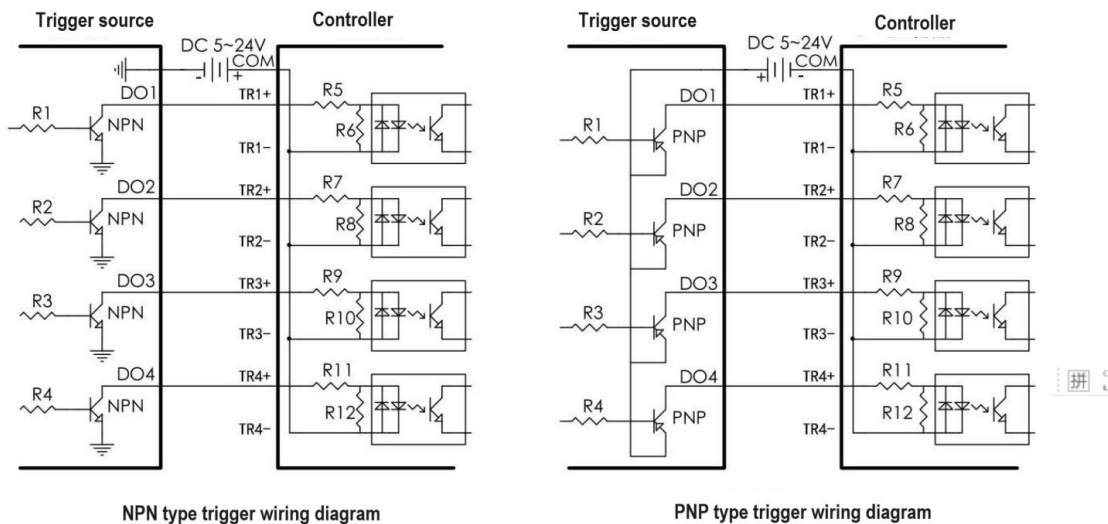 Trigger source
Controller
DC 5~24V
COM
- +
DO1
TR1+
R5
R1
NPN
R6
TR1-
DO2
TR2+
R7
R2
NPN
R8
TR2-
DO3
TR3+
R9
R3
NPN
R10
TR3-
DO4
TR4+
R11
R4
NPN
R12
TR4-
NPN type trigger wiring diagram
Trigger source
Controller
DC 5~24V
COM
+ -
DO1
TR1+
R5
R1
PNP
R6
TR1-
DO2
TR2+
R7
R2
PNP
R8
TR2-
DO3
TR3+
R9
R3
PNP
R10
TR3-
DO4
TR4+
R11
R4
PNP
R12
TR4-
PNP type trigger wiring diagram
拼